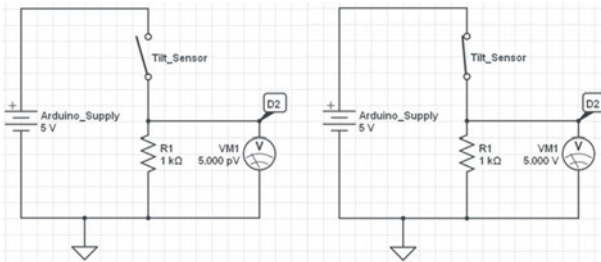 Tilt_Sensor
D2
+
Arduino_Supply
5 V
R1
1 kΩ
VM1
5.000 pV
V
Tilt_Sensor
D2
+
Arduino_Supply
5 V
R1
1 kΩ
VM1
5.000 V
V